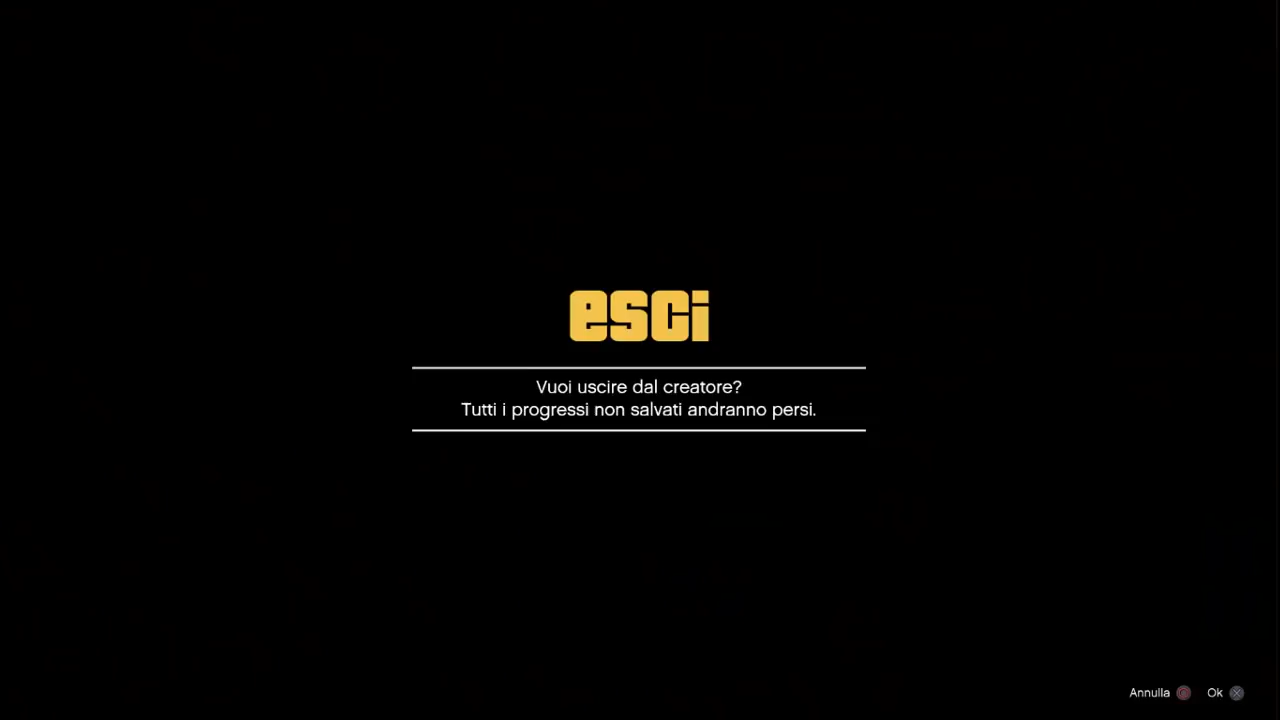 esci
Vuoi uscire dal creatore?
Tutti i progressi non salvati andranno persi.
Annulla Ok